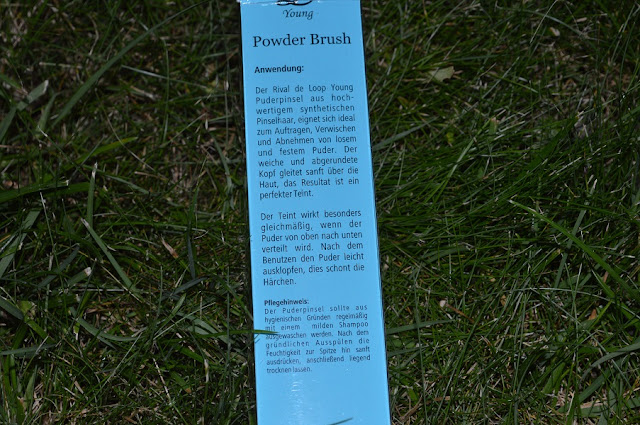 Young
Powder Brush
Anwendung:
Der Rival de Loop Young
Puderpinsel aus hoch-
wertigem synthetischen
Pinselhaar, eignet sich ideal
zum Auftragen, Verwischen
und Abnehmen von losem
und festem Puder. Der
weiche und abgerundete
Kopf gleitet sanft über die
Haut, das Resultat ist ein
perfekter Teint.
Der Teint wirkt besonders
gleichmäßig, wenn der
Puder von oben nach unten
verteilt wird. Nach dem
Benutzen den Puder leicht
ausklopfen, dies schont die
Härchen.
Pflegehinweis:
Der Puderpinsel sollte aus
hygienischen Gründen regelmäßig
mit einem milden Shampoo
ausgewaschen werden. Nach dem
gründlichen Ausspülen die
Feuchtigkeit zur Spitze hin sanft
ausdrücken, anschließend liegend
trocknen lassen.